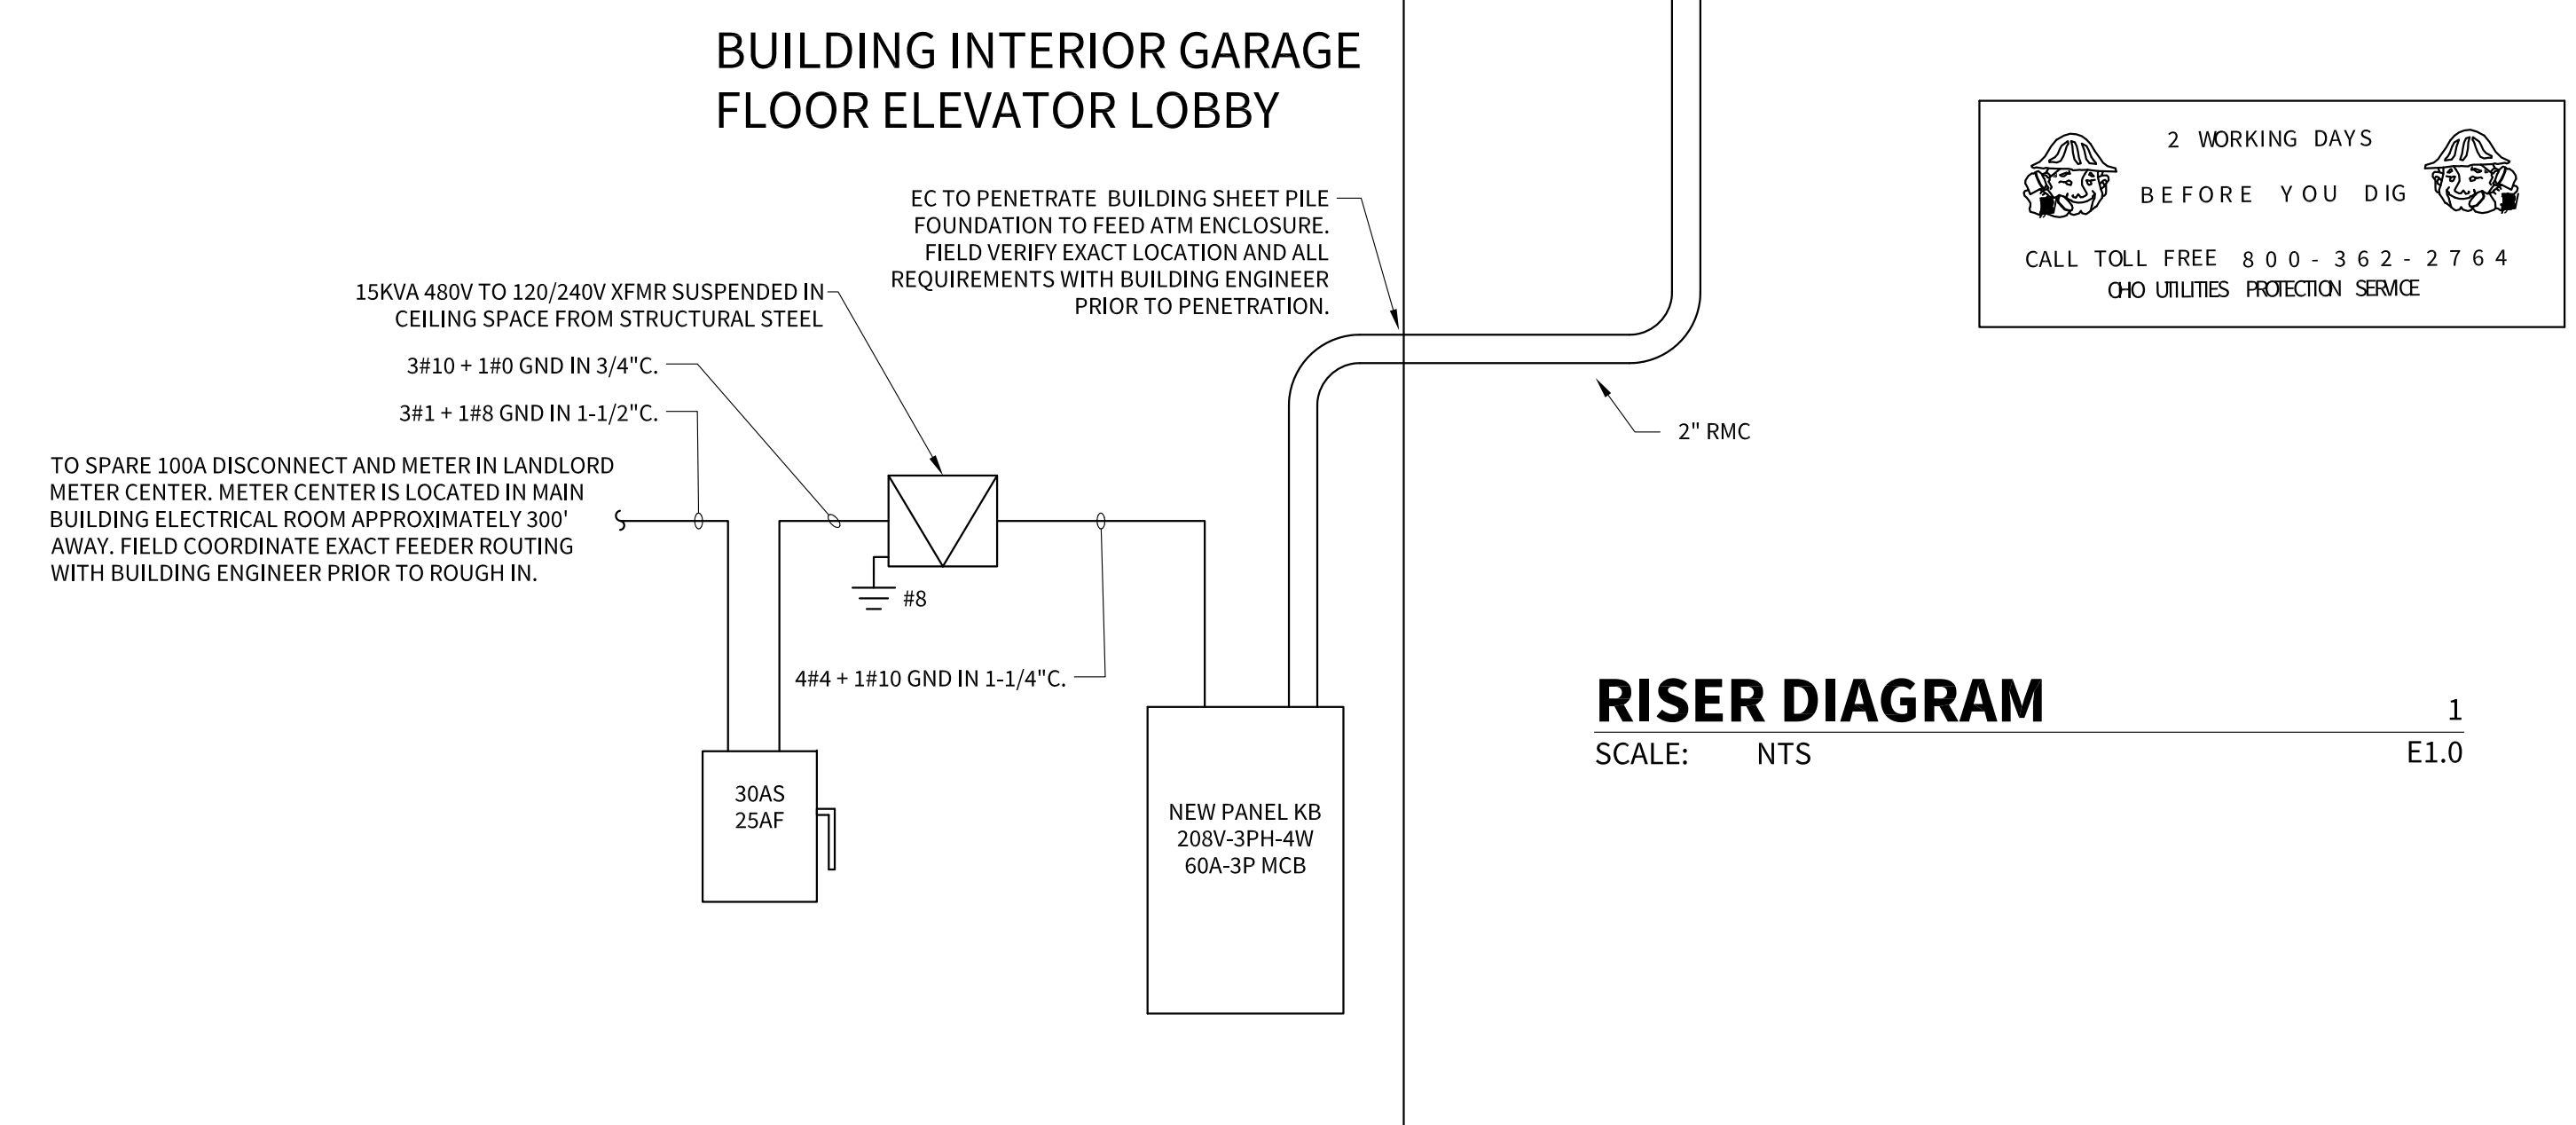 BUILDING INTERIOR GARAGE
FLOOR ELEVATOR LOBBY
EC TO PENETRATE BUILDING SHEET PILE
FOUNDATION TO FEED ATM ENCLOSURE.
FIELD VERIFY EXACT LOCATION AND ALL
REQUIREMENTS WITH BUILDING ENGINEER
PRIOR TO PENETRATION.
15KVA 480V TO 120/240V XFMR SUSPENDED IN
CEILING SPACE FROM STRUCTURAL STEEL
3#10 + 1#0 GND IN 3/4"C.
3#1 + 1#8 GND IN 1-1/2"C.
TO SPARE 100A DISCONNECT AND METER IN LANDLORD
METER CENTER. METER CENTER IS LOCATED IN MAIN
BUILDING ELECTRICAL ROOM APPROXIMATELY 300'
AWAY. FIELD COORDINATE EXACT FEEDER ROUTING
WITH BUILDING ENGINEER PRIOR TO ROUGH IN.
#8
4#4 + 1#10 GND IN 1-1/4"C.
30AS
25AF
NEW PANEL KB
208V-3PH-4W
60A-3P MCB
2" RMC
2 WORKING DAYS
BEFORE YOU DIG
CALL TOLL FREE 800-362-2764
OHIO UTILITIES PROTECTION SERVICE
RISER DIAGRAM
1
SCALE: NTS
E1.0